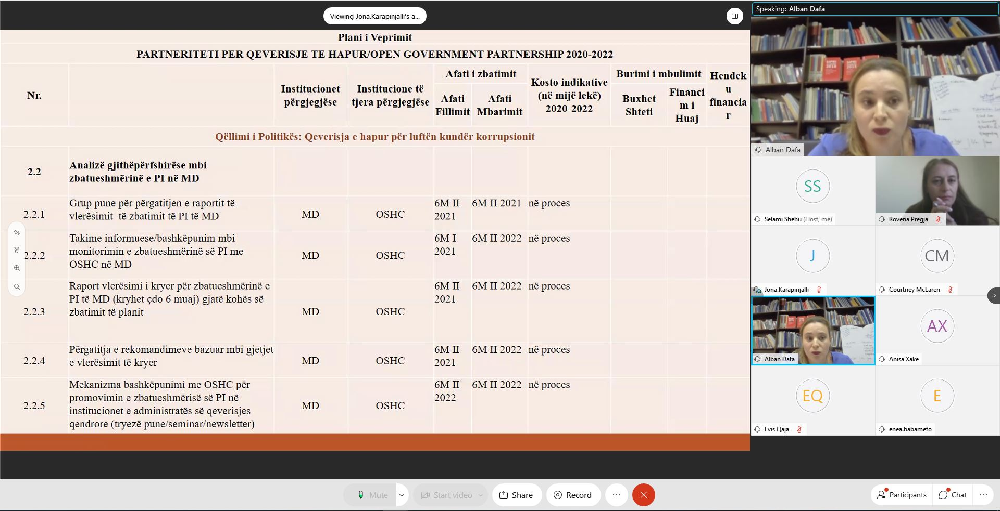 Viewing Jona.Karapinjalli's a...
Speaking: Alban Dafa
Plani i Veprimit
PARTNERITETI PER QEVERISJE TE HAPUR/OPEN GOVERNMENT PARTNERSHIP 2020-2022
Nr.
Institucionet
përgjegjëse
Institucione të
tjera përgjegjëse
Afati i zbatimit
Afati
Fillimit
Afati
Mbarimit
Kosto indikative
(në mijë lekë)
2020-2022
Burimi i mbulimit
Buxhet
Shteti
Financi
m i
Huaj
Hendek
u
financia
r
Qëllimi i Politikës: Qeverisja e hapur për luftën kundër korrupsionit
2.2
Analizë gjithëpërfshirëse mbi
zbatueshmërinë e PI në MD
2.2.1
Grup pune për përgatitjen e raportit të
vlerësimit të zbatimit të PI të MD
MD
OSHC
6M II
2021
6M II 2021
në proces
2.2.2
Takime informuese/bashkëpunim mbi
monitorimin e zbatueshmërinë së PI me
OSHC në MD
MD
OSHC
6M I
2021
6M II 2022
në proces
2.2.3
Raport vlerësimi i kryer për zbatueshmërinë e
PI të MD (kryhet çdo 6 muaj) gjatë kohës së
zbatimit të planit
MD
OSHC
6M II
2021
6M II 2022
në proces
2.2.4
Përgatitja e rekomandimeve bazuar mbi gjetjet
e vlerësimit të kryer
MD
OSHC
6M II
2021
6M II 2022
në proces
2.2.5
Mekanizma bashkëpunimi me OSHC për
promovimin e zbatueshmërisë së PI në
institucionet e administratës së qeverisjes
qendrore (tryezë pune/seminar/newsletter)
MD
OSHC
6M II
2022
6M II 2022
në proces
Alban Dafa
SS
Selami Shehu (Host, me)
Rovena Pregja
J
Jona.Karapinjalli
CM
Courtney McLaren
Alban Dafa
AX
Anisa Xake
EQ
Evis Qaja
E
enea.babameto
Mute
Start video
Share
Record
Participants
Chat